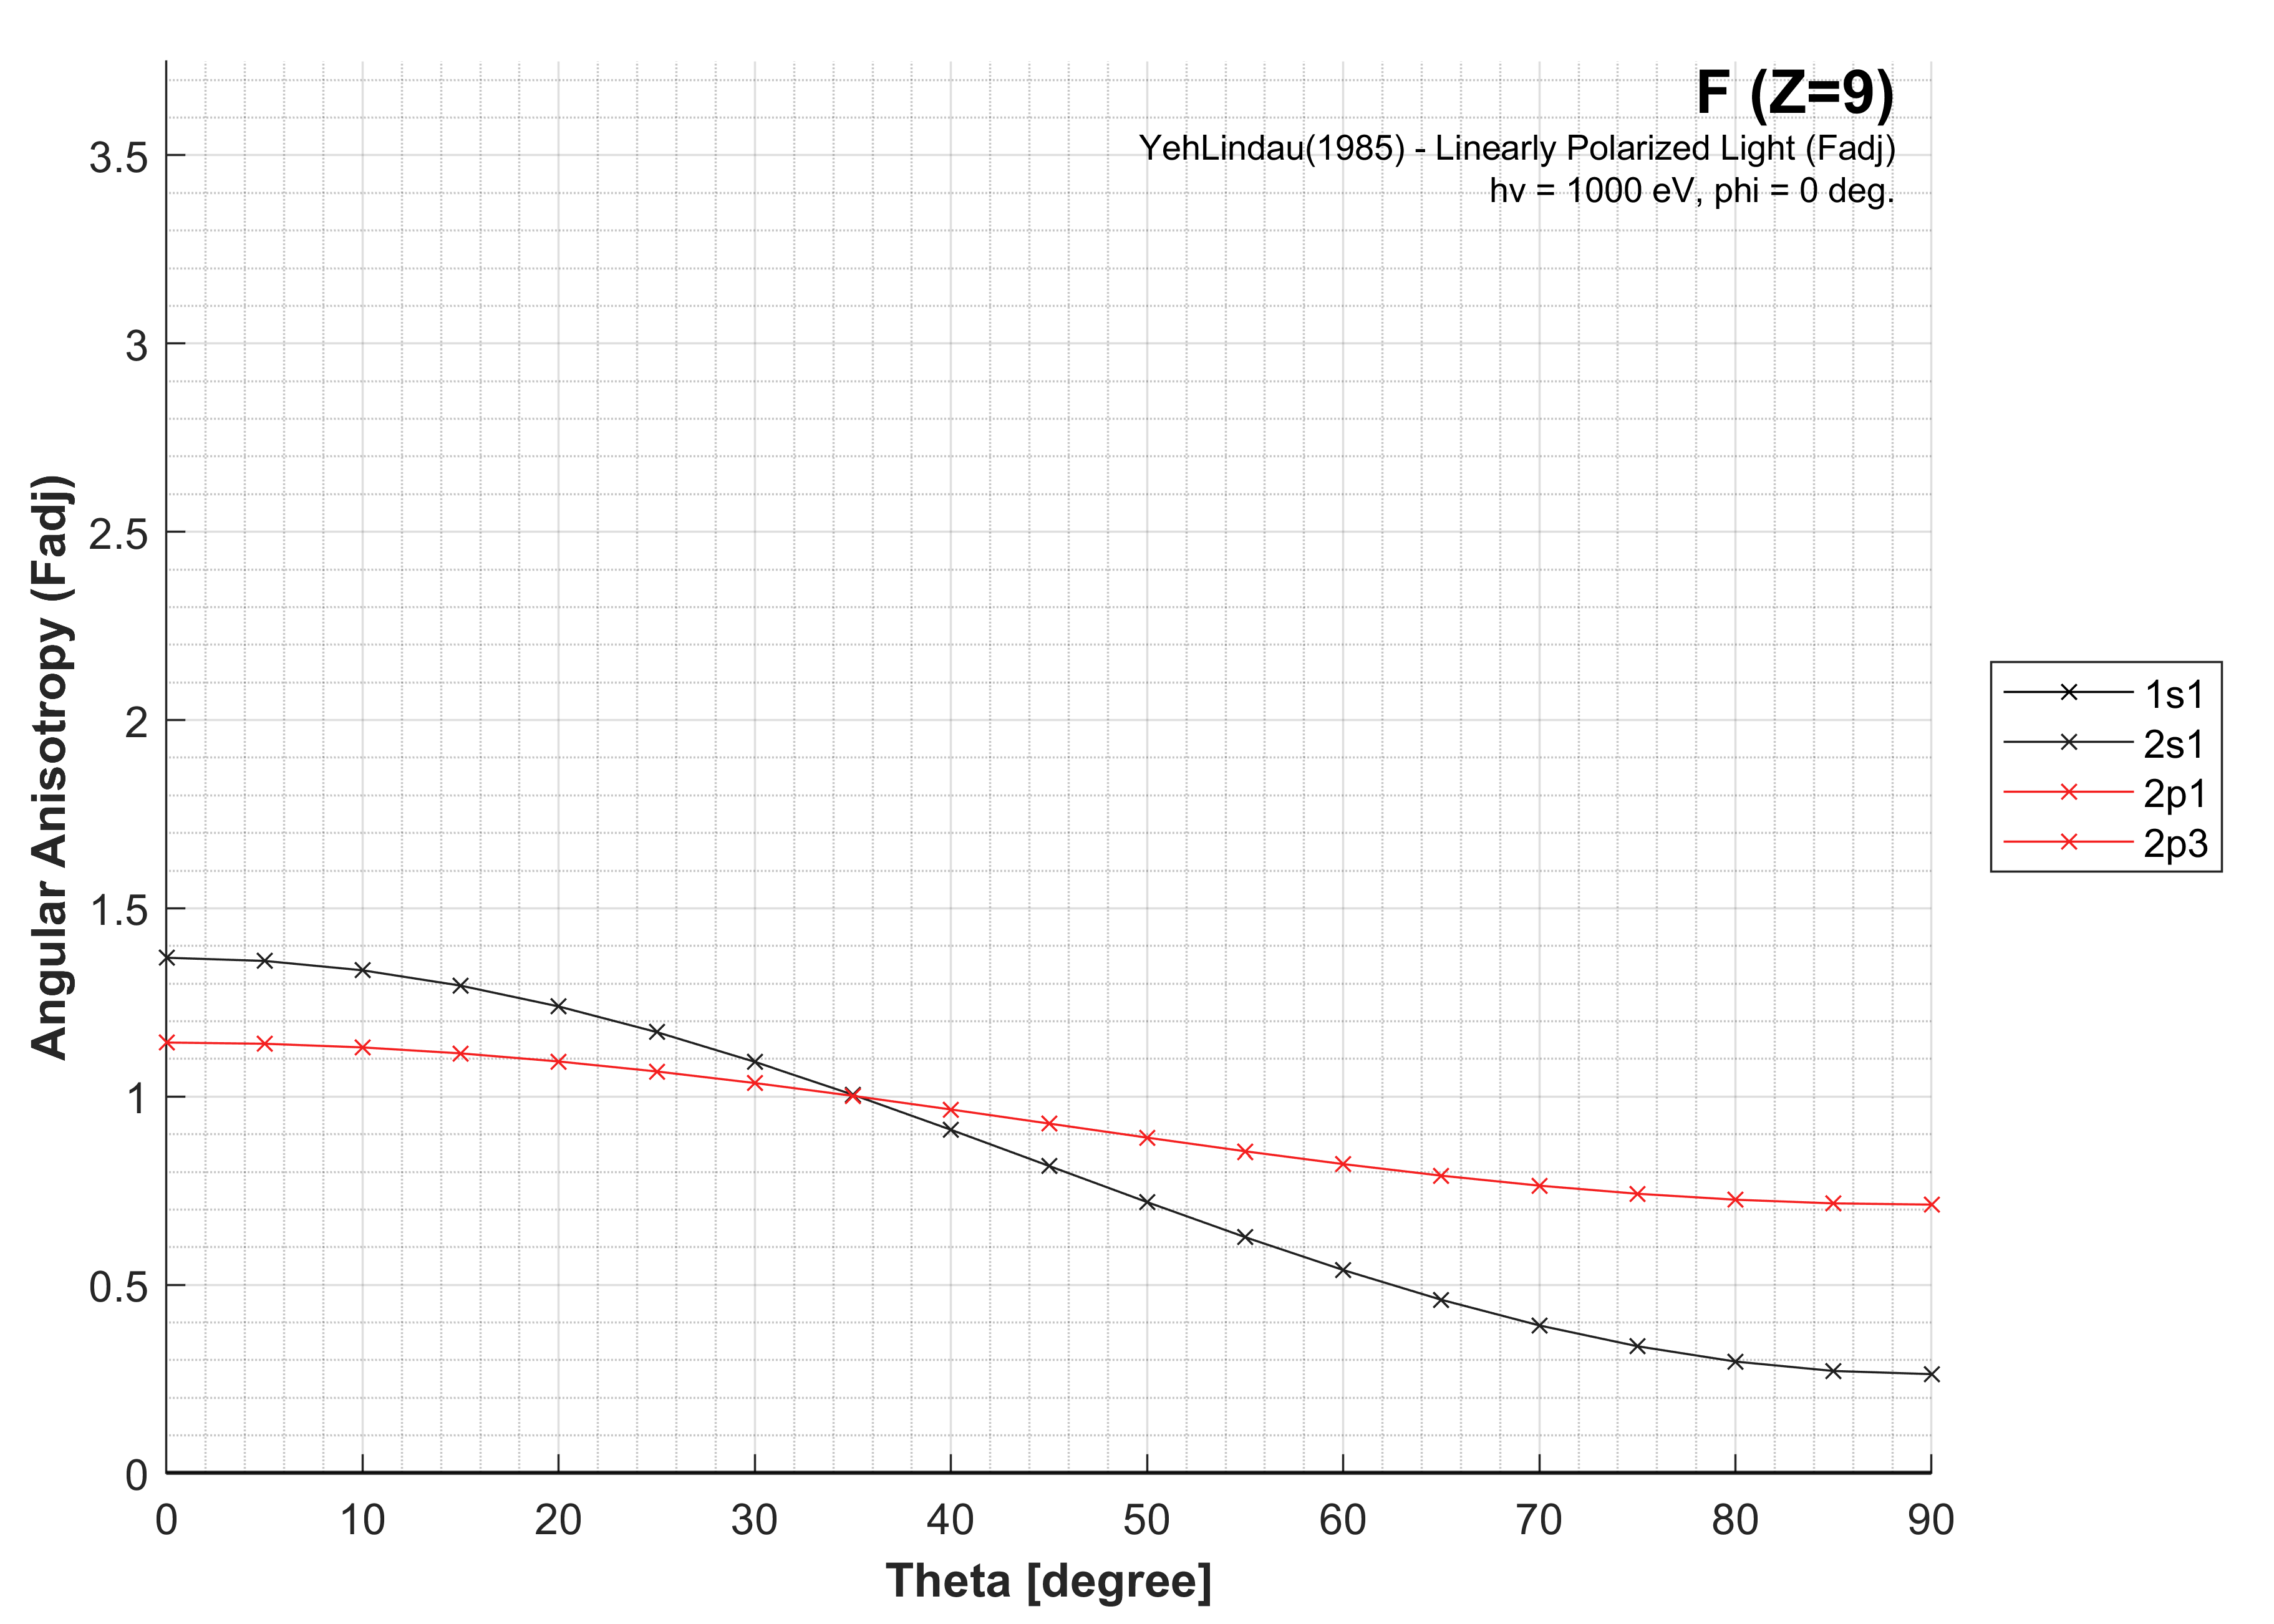 F (Z=9)
YehLindau(1985) - Linearly Polarized Light (Fadj)
hv = 1000 eV, phi = 0 deg.
Angular Anisotropy (Fadj)
3.5
3
2.5
2
1.5
1
0.5
0
0 10 20 30 40 50 60 70 80 90
Theta [degree]
1s1
2s1
2p1
2p3